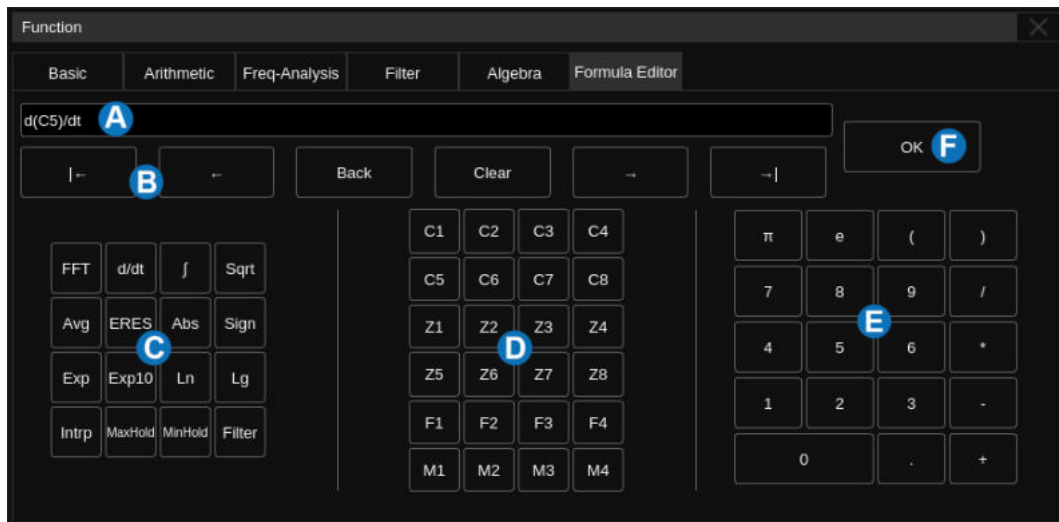 Function
Basic Arithmetic Freq-Analysis Filter Algebra Formula Editor
d(C5)/dt A
OK F
|← B ← Back Clear → →|
C1 C2 C3 C4
π e ( )
FFT d/dt ∫ Sqrt
C5 C6 C7 C8
7 8 9 /
Avg ERES Abs Sign
Z1 Z2 Z3 Z4
E
C
D
4 5 6 *
Exp Exp10 Ln Lg
Z5 Z6 Z7 Z8
1 2 3 -
Intrp MaxHold MinHold Filter
F1 F2 F3 F4
0 . +
M1 M2 M3 M4